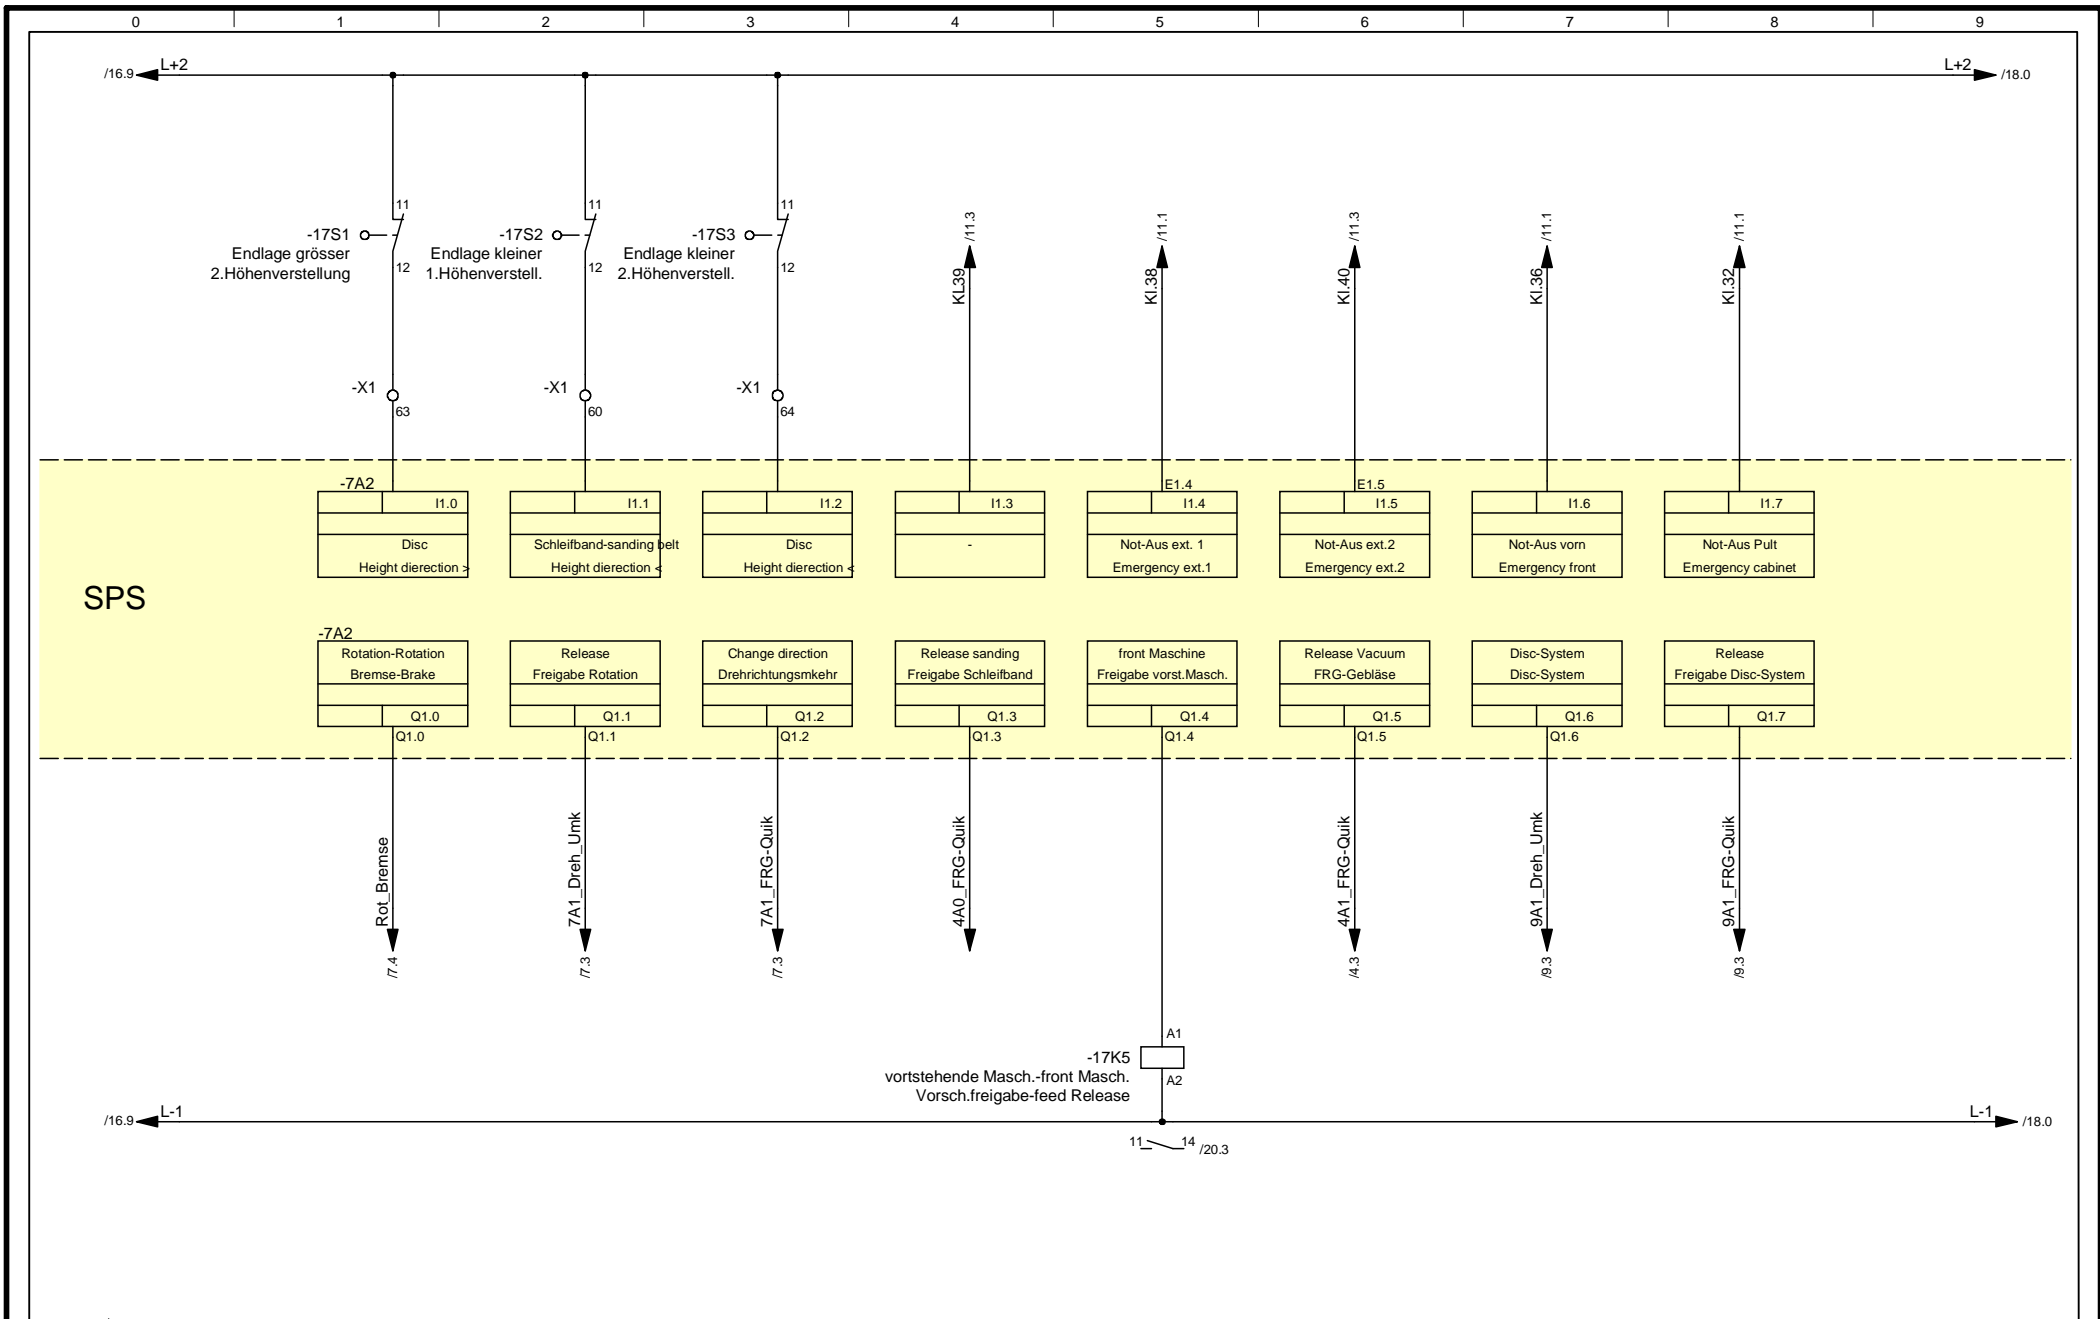 0 1 2 3 4 5 6 7 8 9
/16.9 L+2 L+2 /18.0
11 11 11
-17S1 -17S2 -17S3
Endlage grösser Endlage kleiner Endlage kleiner
2.Höhenverstellung 1.Höhenverstell. 2.Höhenverstell.
12 12 12
/11.3 /11.1 /11.3 /11.1 /11.1
KL39 Kl.38 Kl.40 Kl.36 Kl.32
-X1 -X1 -X1
63 60 64
-7A2 E1.4 E1.5
I1.0 I1.1 I1.2 I1.3 I1.4 I1.5 I1.6 I1.7
Disc Schleifband-sanding belt Disc - Not-Aus ext. 1 Not-Aus ext.2 Not-Aus vorn Not-Aus Pult
Height dierection > Height dierection < Height dierection < Emergency ext.1 Emergency ext.2 Emergency front Emergency cabinet
SPS
-7A2
Rotation-Rotation Release Change direction Release sanding front Maschine Release Vacuum Disc-System Release
Bremse-Brake Freigabe Rotation Drehrichtungsmkehr Freigabe Schleifband Freigabe vorst.Masch. FRG-Gebläse Disc-System Freigabe Disc-System
Q1.0 Q1.1 Q1.2 Q1.3 Q1.4 Q1.5 Q1.6 Q1.7
Q1.0 Q1.1 Q1.2 Q1.3 Q1.4 Q1.5 Q1.6
Rot_Bremse 7A1_Dreh_Umk 7A1_FRG-Quik 4A0_FRG-Quik 4A1_FRG-Quik 9A1_Dreh_Umk 9A1_FRG-Quik
/7.4 /7.3 /7.3 /4.3 /9.3 /9.3
A1
-17K5
vortstehende Masch.-front Masch.
A2
Vorsch.freigabe-feed Release
/16.9 L-1 L-1 /18.0
11 14 /20.3